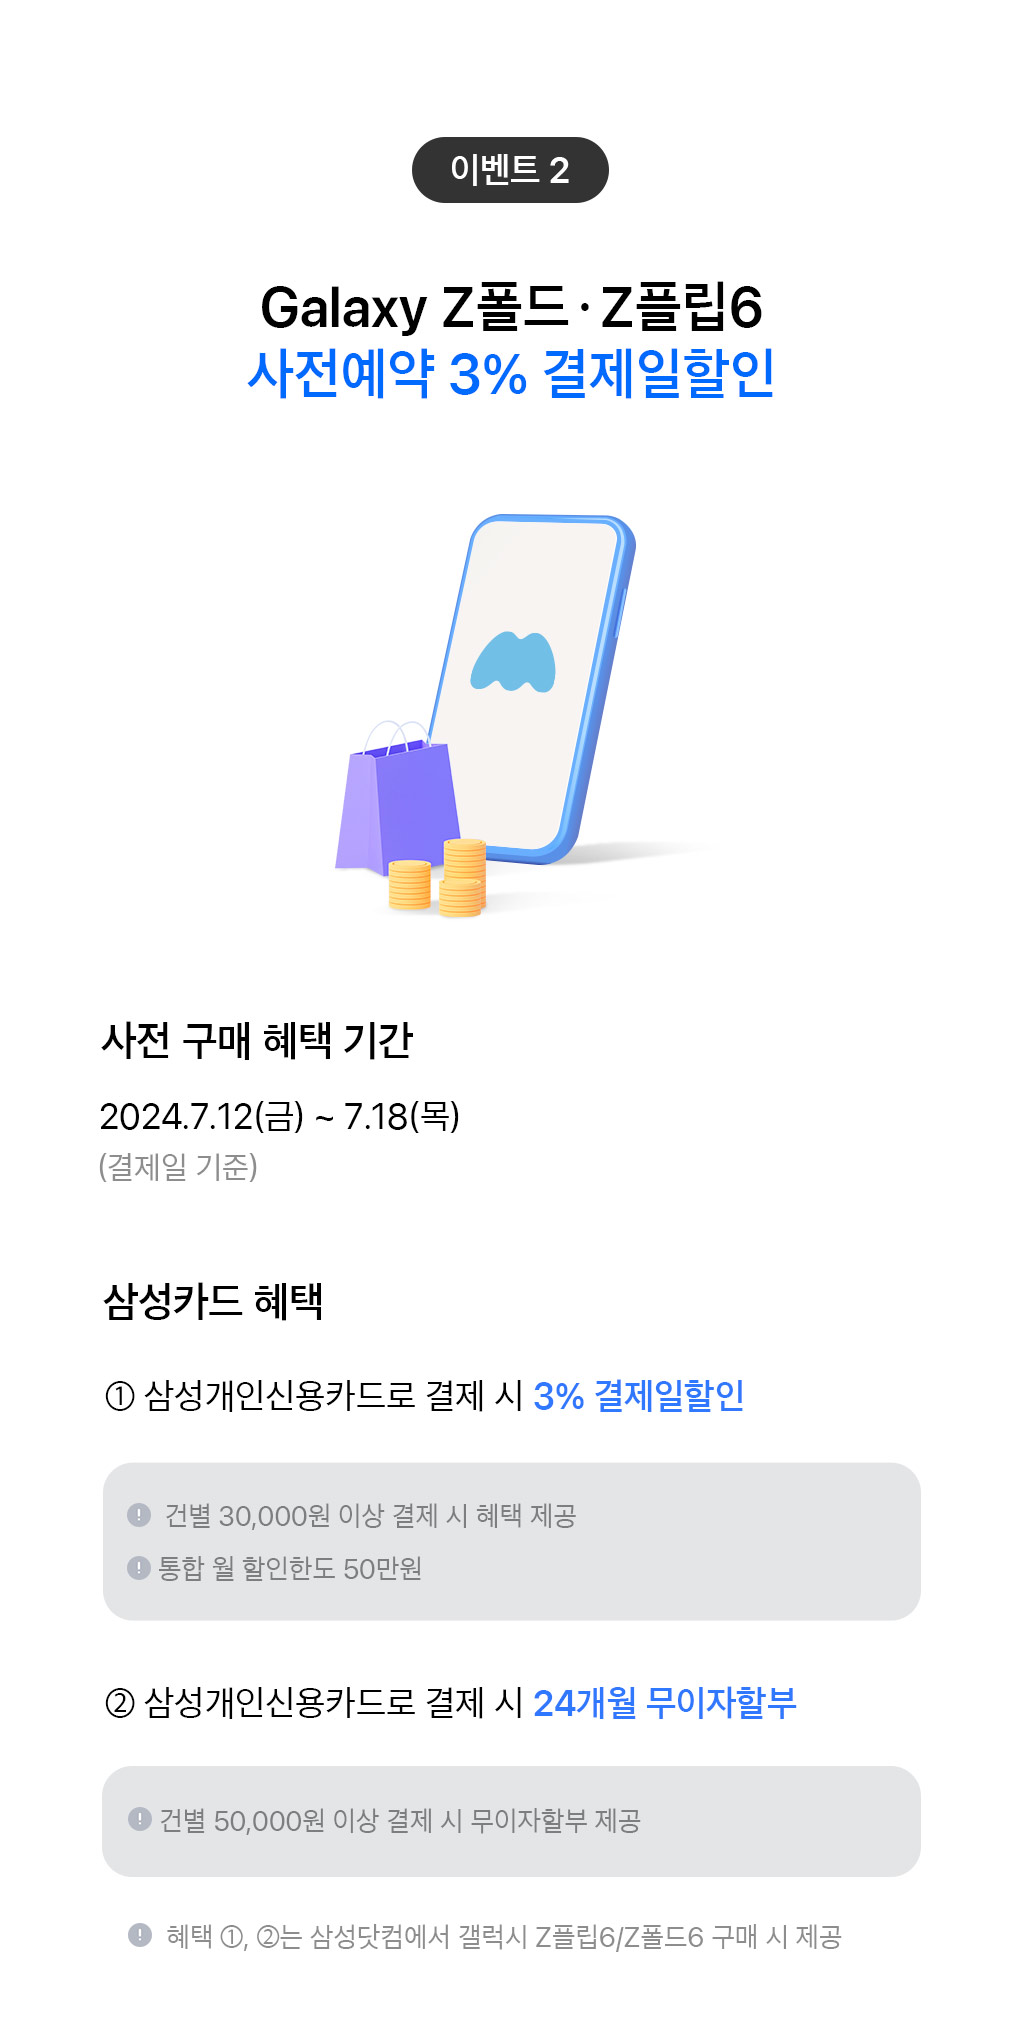 이벤트 2
Galaxy Z폴드·Z플립6
사전예약 3% 결제일할인
사전 구매 혜택 기간
2024.7.12(금) ~ 7.18(목)
(결제일 기준)
삼성카드 혜택
① 삼성개인신용카드로 결제 시 3% 결제일할인
! 건별 30,000원 이상 결제 시 혜택 제공
! 통합 월 할인한도 50만원
② 삼성개인신용카드로 결제 시 24개월 무이자할부
! 건별 50,000원 이상 결제 시 무이자할부 제공
! 혜택 ①, ②는 삼성닷컴에서 갤럭시 Z플립6/Z폴드6 구매 시 제공